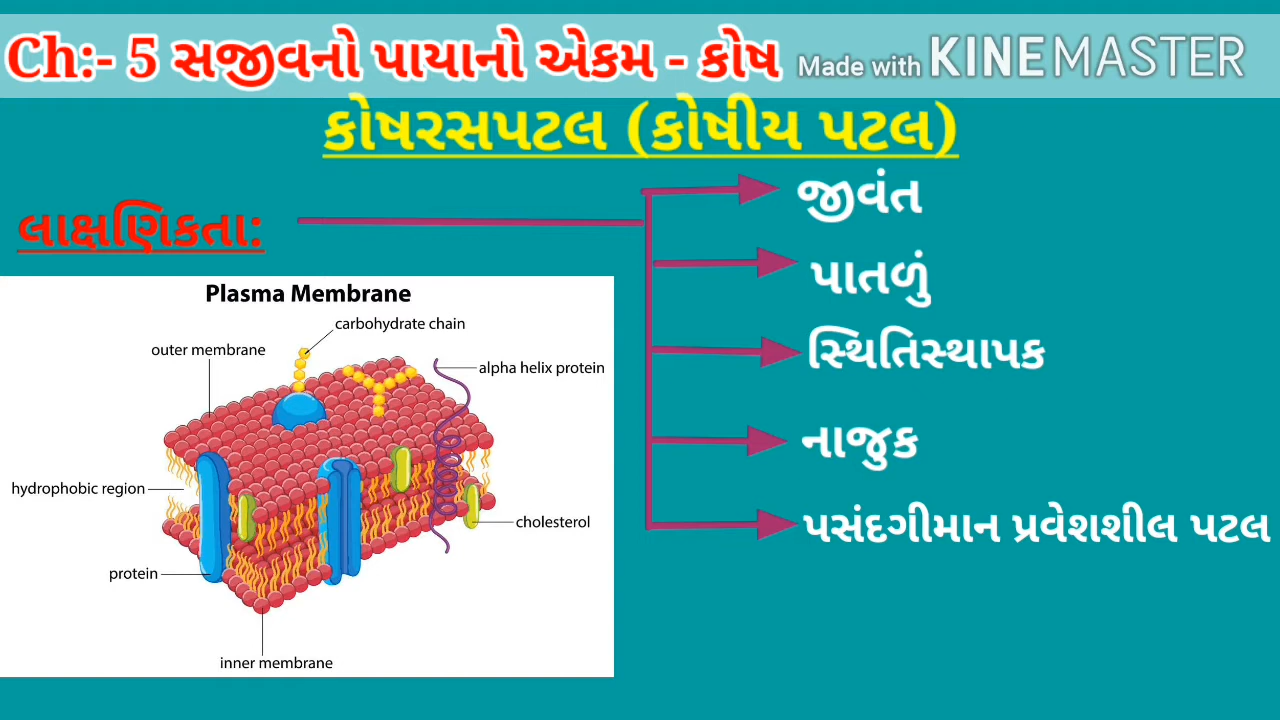 Ch:- 5 સજીવનો પાયાનો એકમ - કોષ
Made with KINEMASTER
કોષરસપટલ (કોષીય પટલ)
લાક્ષણિકતા:
જીવંત
પાતળું
સ્થિતિસ્થાપક
નાજુક
પસંદગીમાન પ્રવેશશીલ પટલ
Plasma Membrane
carbohydrate chain
outer membrane
alpha helix protein
hydrophobic region
cholesterol
protein
inner membrane